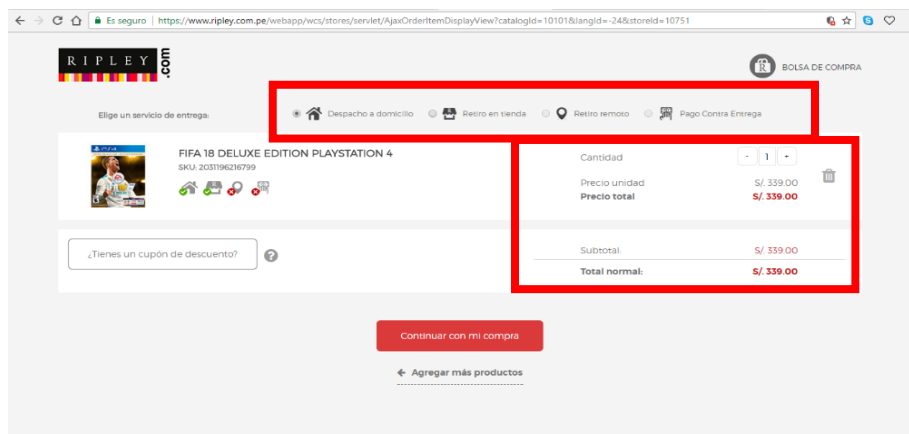 Es seguro | https://www.ripley.com.pe/webapp/wcs/stores/servlet/AjaxOrderItemDisplayView?catalogId=10101&langId=-24&storeId=10751
RIPLEY.com
BOLSA DE COMPRA
Elige un servicio de entrega:
Despacho a domicilio
Retiro en tienda
Retiro remoto
Pago Contra Entrega
FIFA 18 DELUXE EDITION PLAYSTATION 4
SKU: 2031196216799
Cantidad - 1 +
Precio unidad S/. 339.00
Precio total S/. 339.00
¿Tienes un cupón de descuento? ?
Subtotal: S/. 339.00
Total normal: S/. 339.00
Continuar con mi compra
Agregar más productos